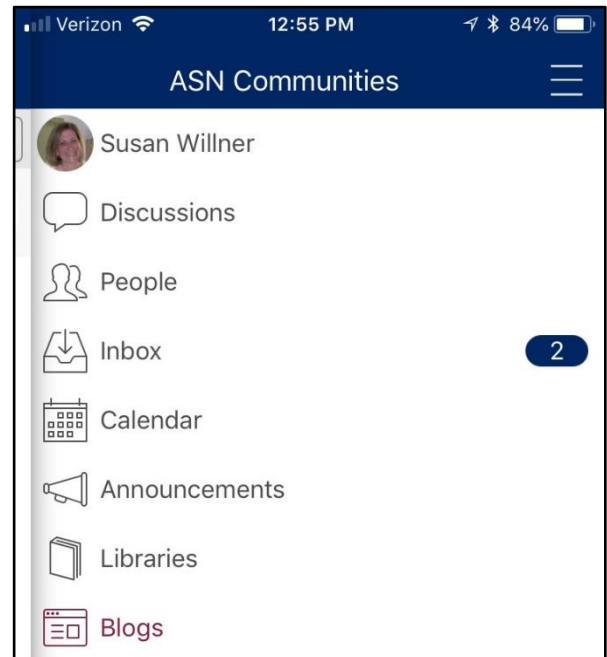 Verizon 12:55 PM 84%
ASN Communities
Susan Willner
Discussions
People
Inbox 2
Calendar
Announcements
Libraries
Blogs